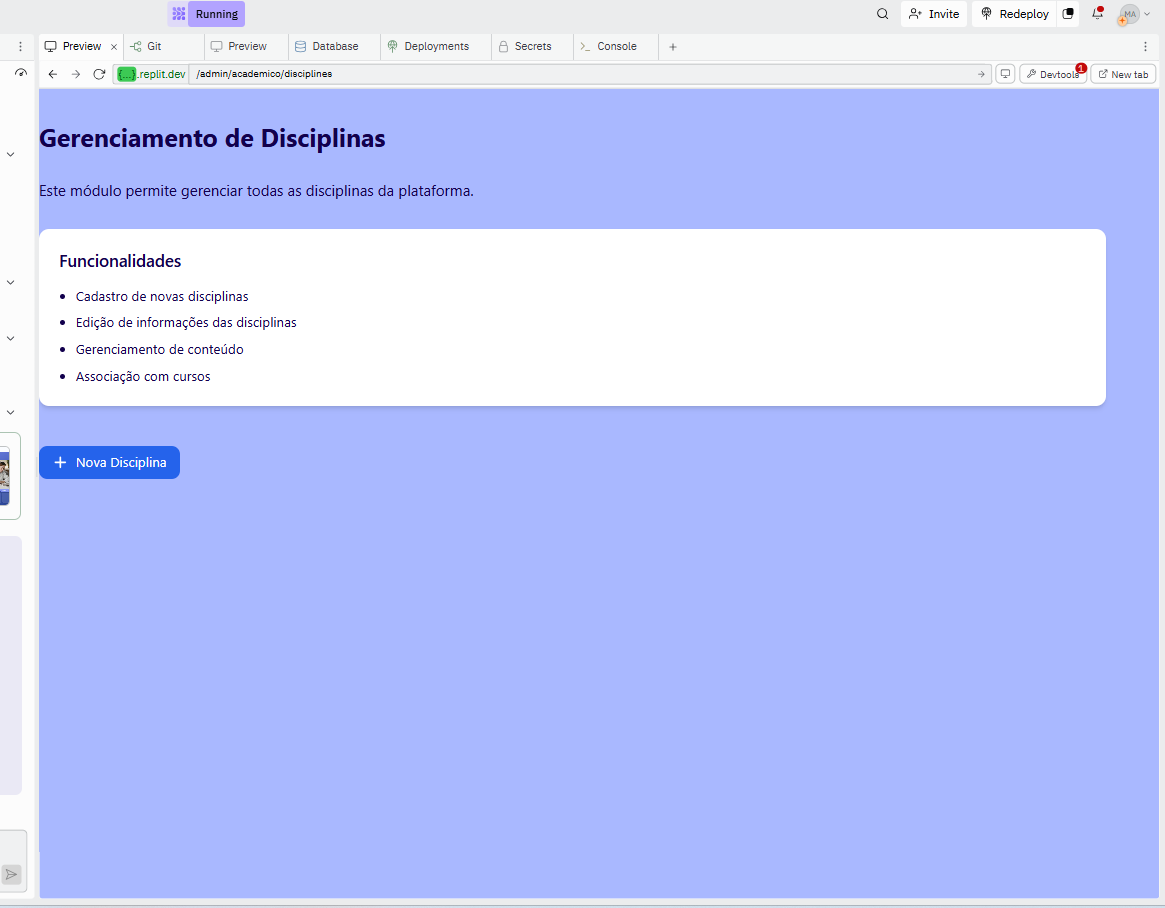 Running
Invite
Redeploy
MA
Preview
Git
Preview
Database
Deployments
Secrets
Console
{...}.replit.dev
/admin/academico/disciplines
Devtools
1
New tab
Gerenciamento de Disciplinas
Este módulo permite gerenciar todas as disciplinas da plataforma.
Funcionalidades
Cadastro de novas disciplinas
Edição de informações das disciplinas
Gerenciamento de conteúdo
Associação com cursos
Nova Disciplina